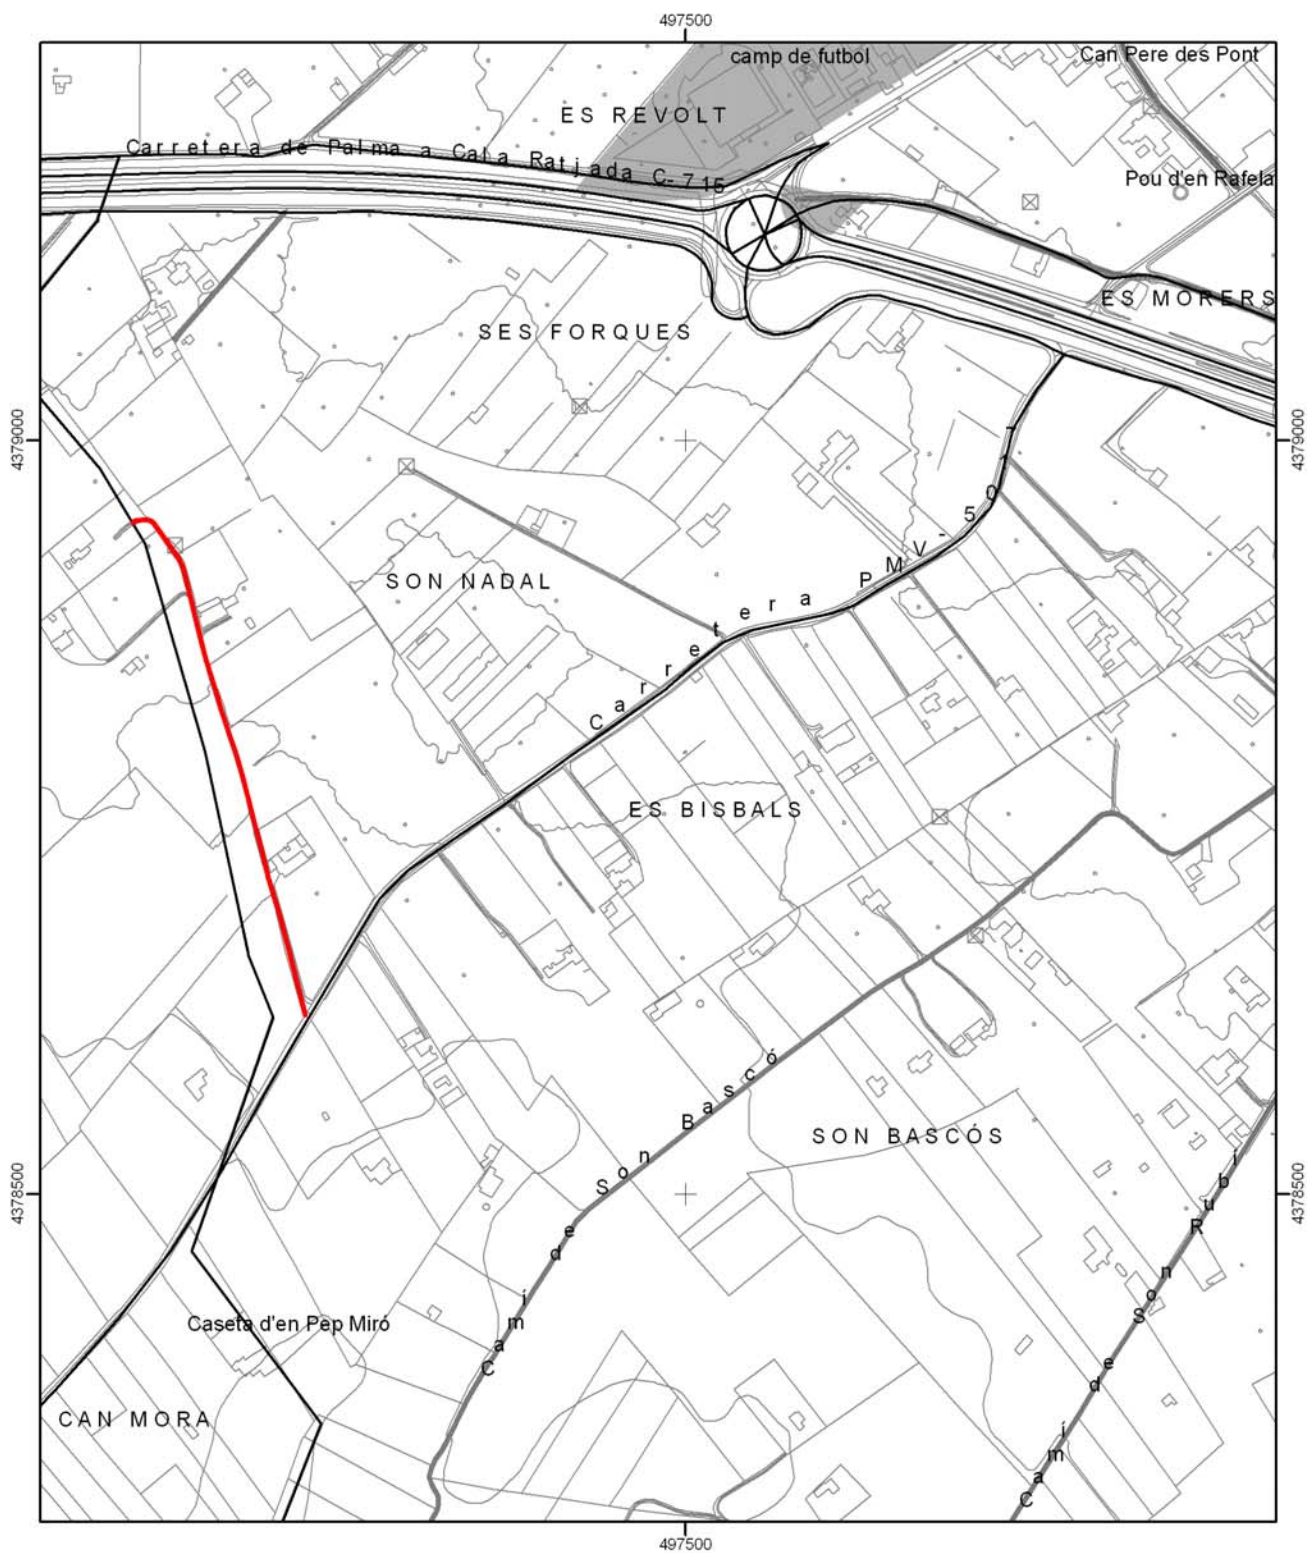 497500
camp de futbol
Can Pere des Pont
ES REVOLT
Carretera de Palma a Cala Ratjada C-715
Pou d'en Rafela
ES MORERS
SES FORQUES
4379000
4379000
SON NADAL
Carretera PMV-5011
ES BISBALS
Camí de Son Bascó
SON BASCÓS
4378500
4378500
Camí de Son Rubí
Caseta d'en Pep Miró
CAN MORA
497500